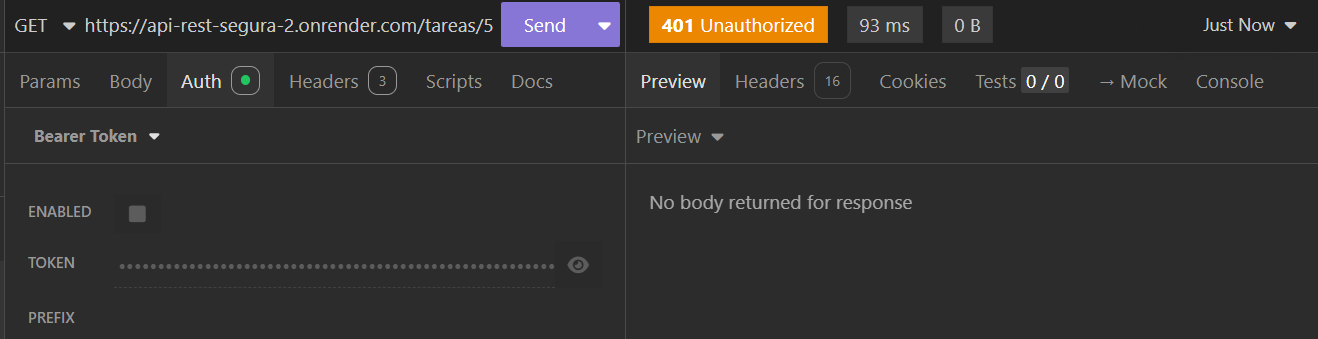 GET https://api-rest-segura-2.onrender.com/tareas/5 Send 401 Unauthorized 93 ms 0 B Just Now
Params Body Auth Headers 3 Scripts Docs Preview Headers 16 Cookies Tests 0 / 0 → Mock Console
Bearer Token Preview
ENABLED
No body returned for response
TOKEN ••••••••••••••••••••••••••••••••••••••••••••••••••••••
PREFIX